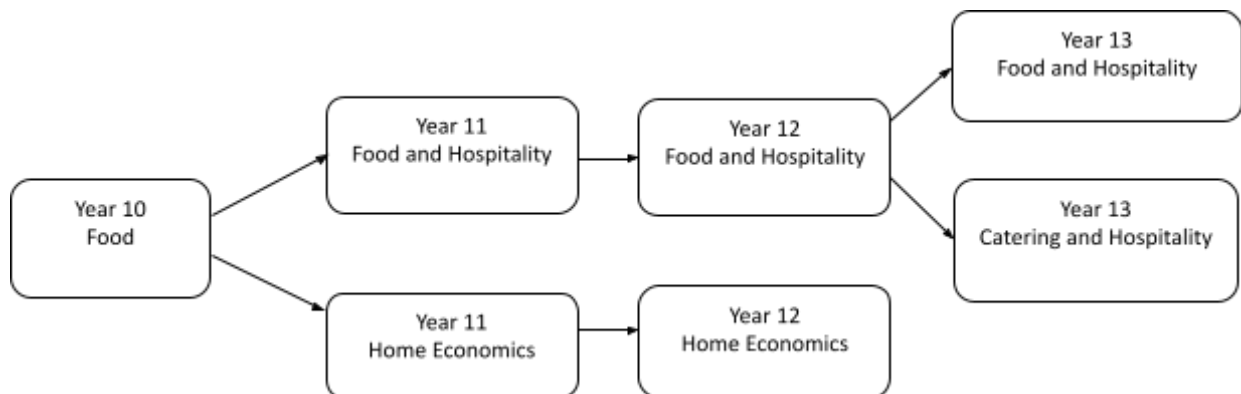 Year 10
Food
Year 11
Food and Hospitality
Year 11
Home Economics
Year 12
Food and Hospitality
Year 12
Home Economics
Year 13
Food and Hospitality
Year 13
Catering and Hospitality